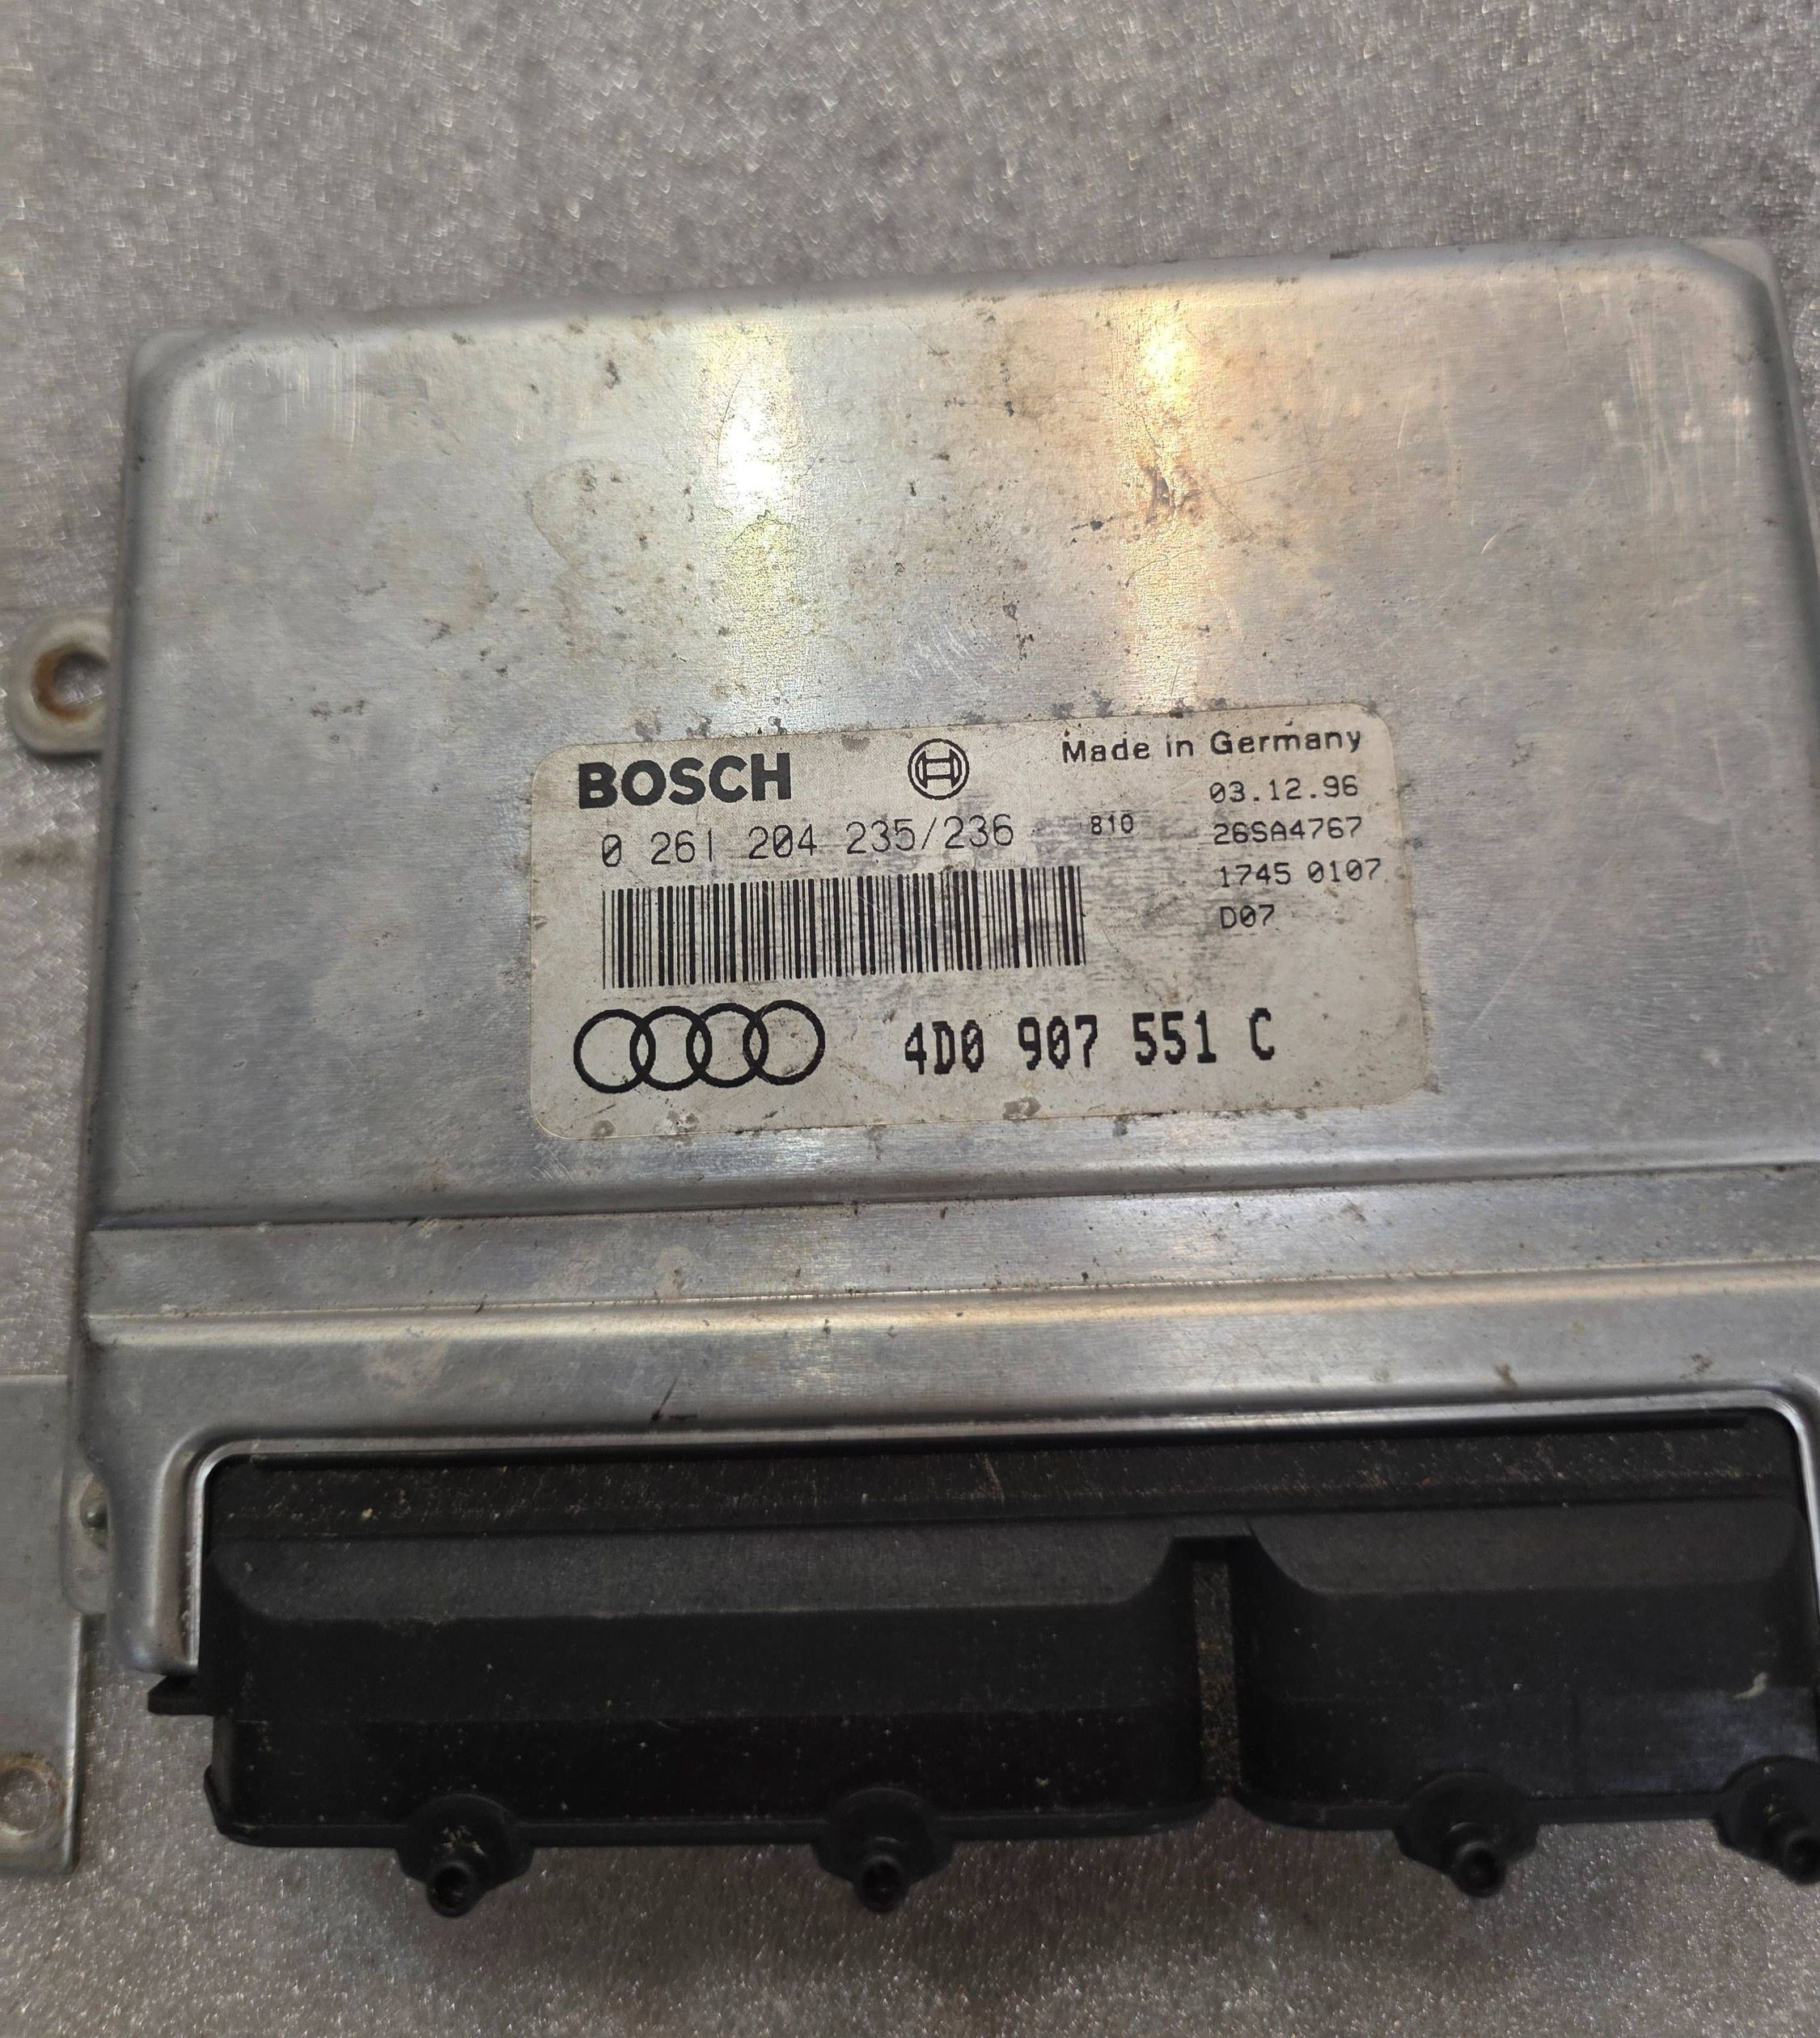 BOSCH
Made in Germany
03.12.96
0 261 204 235/236
810
26SA4767
1745 0107
D07
4D0 907 551 C